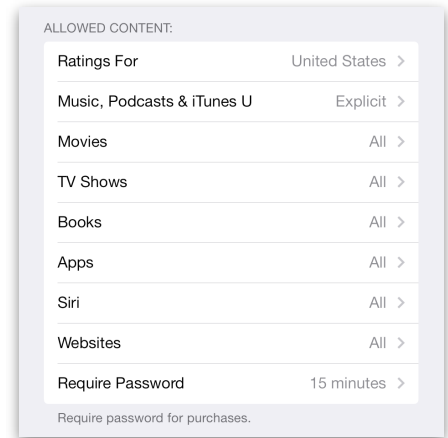 ALLOWED CONTENT:
Ratings For United States >
Music, Podcasts & iTunes U Explicit >
Movies All >
TV Shows All >
Books All >
Apps All >
Siri All >
Websites All >
Require Password 15 minutes >
Require password for purchases.